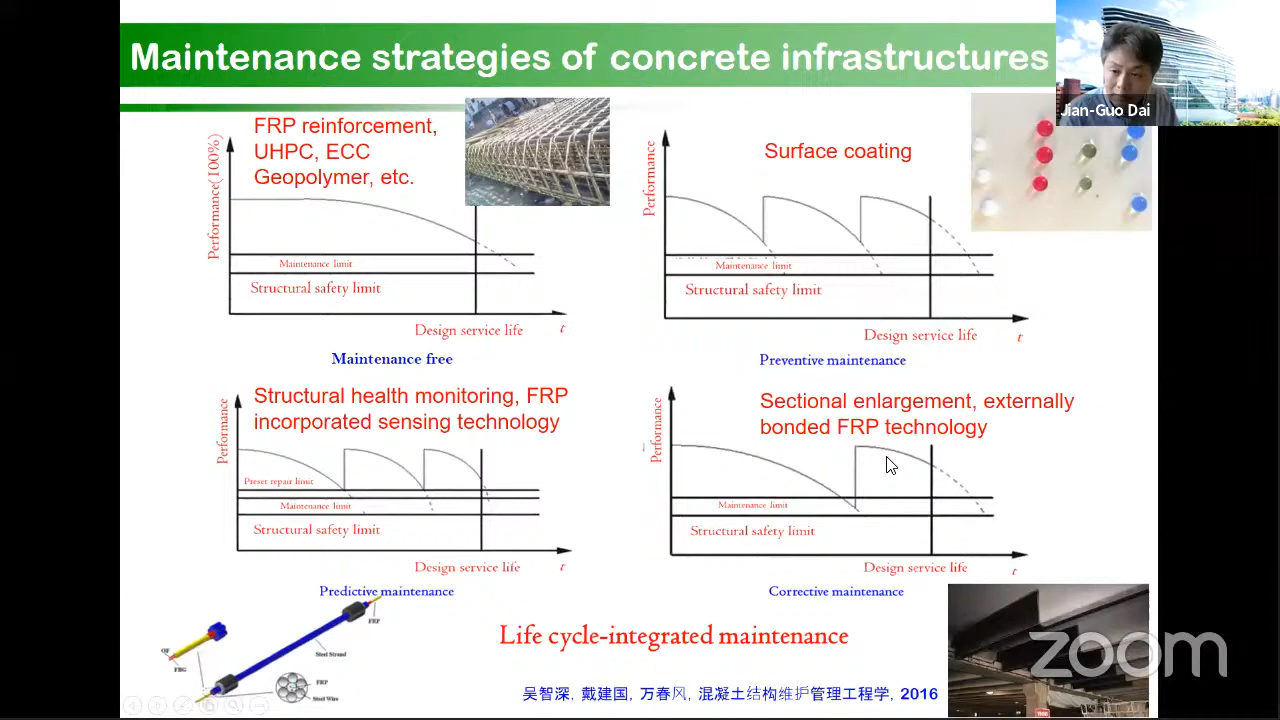 Maintenance strategies of concrete infrastructures
Jian-Guo Dai
FRP reinforcement,
UHPC, ECC
Geopolymer, etc.
Performance(100%)
Maintenance limit
Structural safety limit
Design service life
t
Maintenance free
Surface coating
Performance
Maintenance limit
Structural safety limit
Design service life
t
Preventive maintenance
Structural health monitoring, FRP
incorporated sensing technology
Performance
Preset repair limit
Maintenance limit
Structural safety limit
Design service life
t
Predictive maintenance
Sectional enlargement, externally
bonded FRP technology
Performance
Maintenance limit
Structural safety limit
Design service life
t
Corrective maintenance
OF
FBG
FRP
Steel Strand
FRP
Steel Wire
Life cycle-integrated maintenance
吴智深, 戴建国, 万春风, 混凝土结构维护管理工程学, 2016
zoom